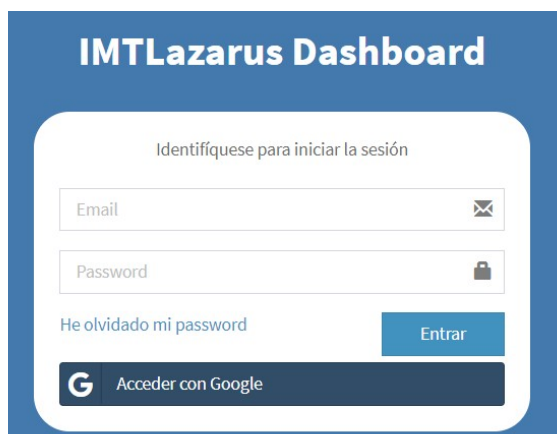 IMTLazarus Dashboard
Identifíquese para iniciar la sesión
Email
Password
He olvidado mi password
Entrar
G Acceder con Google